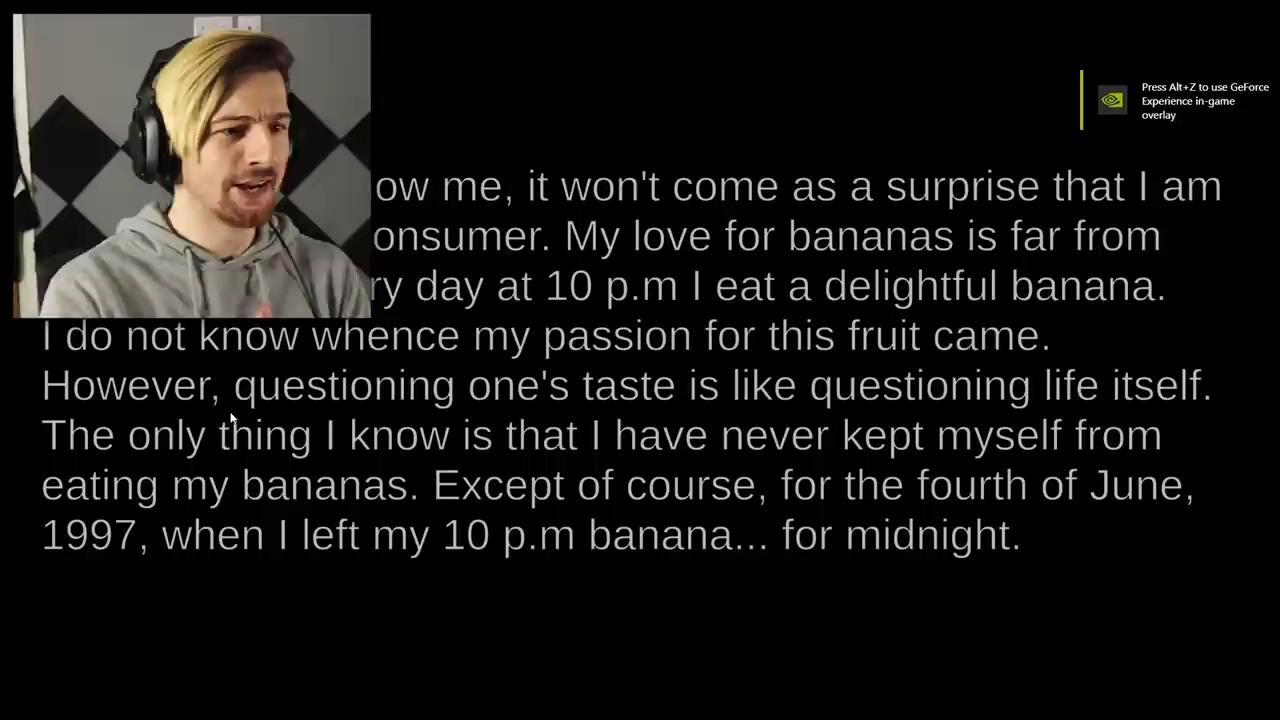 Press Alt+Z to use GeForce
Experience in-game
overlay
me, it won't come as a surprise that I am
My love for bananas is far from
day at 10 p.m I eat a delightful banana.
I do not know whence my passion for this fruit came.
However, questioning one's taste is like questioning life itself.
The only thing I know is that I have never kept myself from
eating my bananas. Except of course, for the fourth of June,
1997, when I left my 10 p.m banana... for midnight.